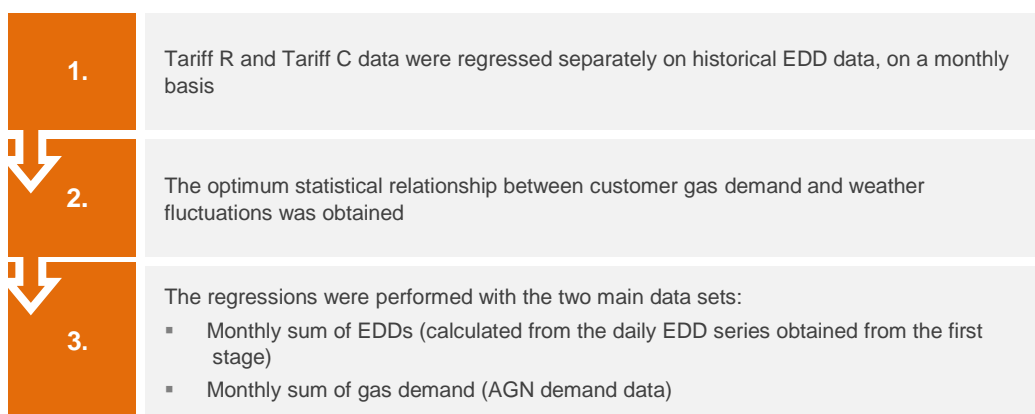 1.
Tariff R and Tariff C data were regressed separately on historical EDD data, on a monthly
basis
2.
The optimum statistical relationship between customer gas demand and weather
fluctuations was obtained
3.
The regressions were performed with the two main data sets:
▪ Monthly sum of EDDs (calculated from the daily EDD series obtained from the first
stage)
▪ Monthly sum of gas demand (AGN demand data)